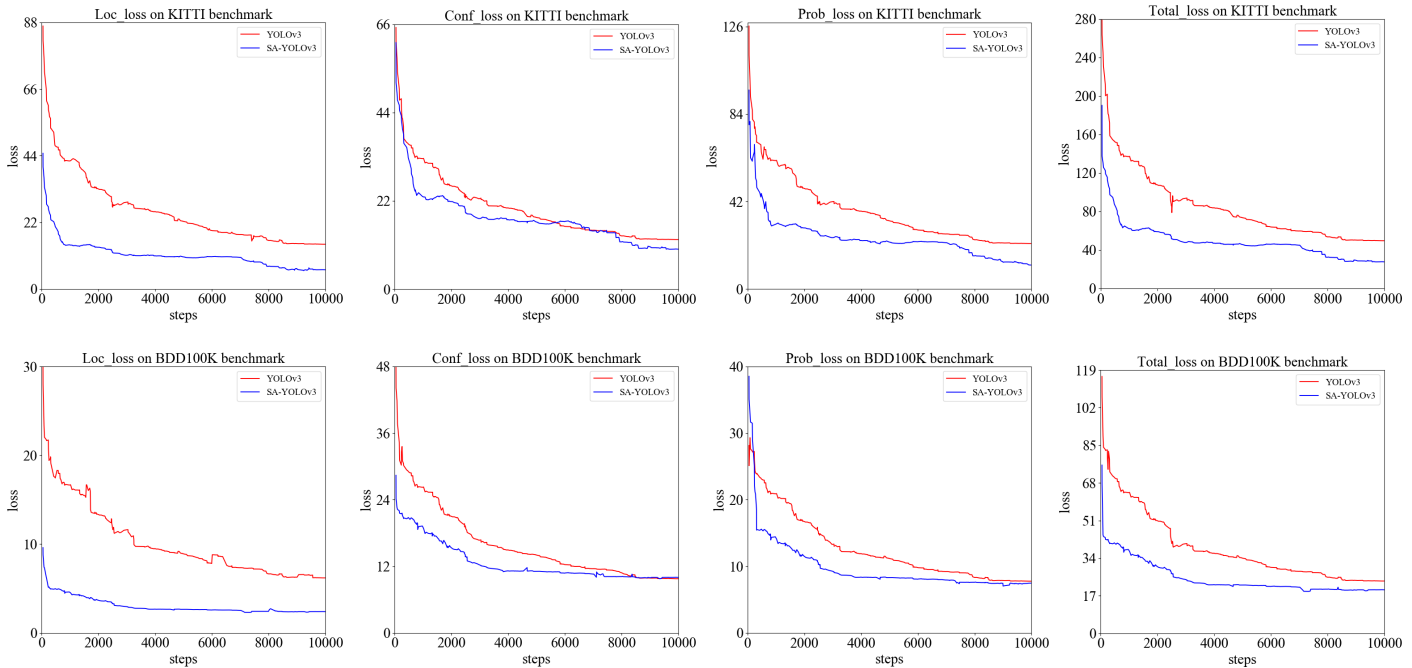 Loc_loss on KITTI benchmark
88
66
44
22
0
loss
YOLOv3
SA-YOLOv3
0 2000 4000 6000 8000 10000
steps
Conf_loss on KITTI benchmark
66
44
22
0
loss
YOLOv3
SA-YOLOv3
0 2000 4000 6000 8000 10000
steps
Prob_loss on KITTI benchmark
126
84
42
0
loss
YOLOv3
SA-YOLOv3
0 2000 4000 6000 8000 10000
steps
Total_loss on KITTI benchmark
280
240
200
160
120
80
40
0
loss
YOLOv3
SA-YOLOv3
0 2000 4000 6000 8000 10000
steps
Loc_loss on BDD100K benchmark
30
20
10
0
loss
YOLOv3
SA-YOLOv3
0 2000 4000 6000 8000 10000
steps
Conf_loss on BDD100K benchmark
48
36
24
12
0
loss
YOLOv3
SA-YOLOv3
0 2000 4000 6000 8000 10000
steps
Prob_loss on BDD100K benchmark
40
30
20
10
0
loss
YOLOv3
SA-YOLOv3
0 2000 4000 6000 8000 10000
steps
Total_loss on BDD100K benchmark
119
102
85
68
51
34
17
0
loss
YOLOv3
SA-YOLOv3
0 2000 4000 6000 8000 10000
steps